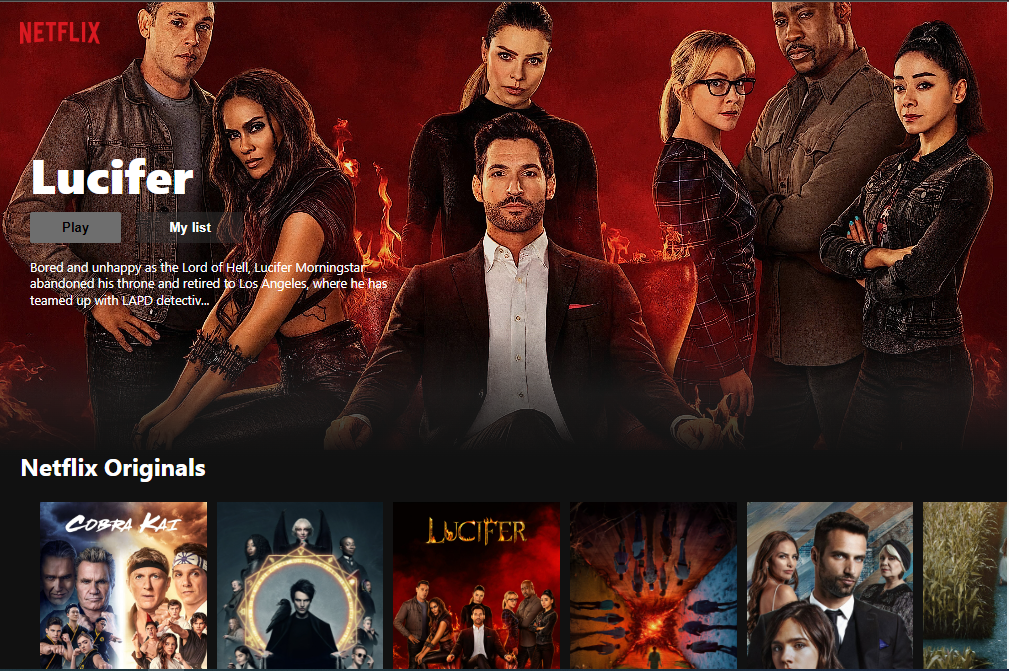 NETFLIX
Lucifer
Play
My list
Bored and unhappy as the Lord of Hell, Lucifer Morningstar
abandoned his throne and retired to Los Angeles, where he has
teamed up with LAPD detectiv...
Netflix Originals
COBRA KAI
LUCIFER